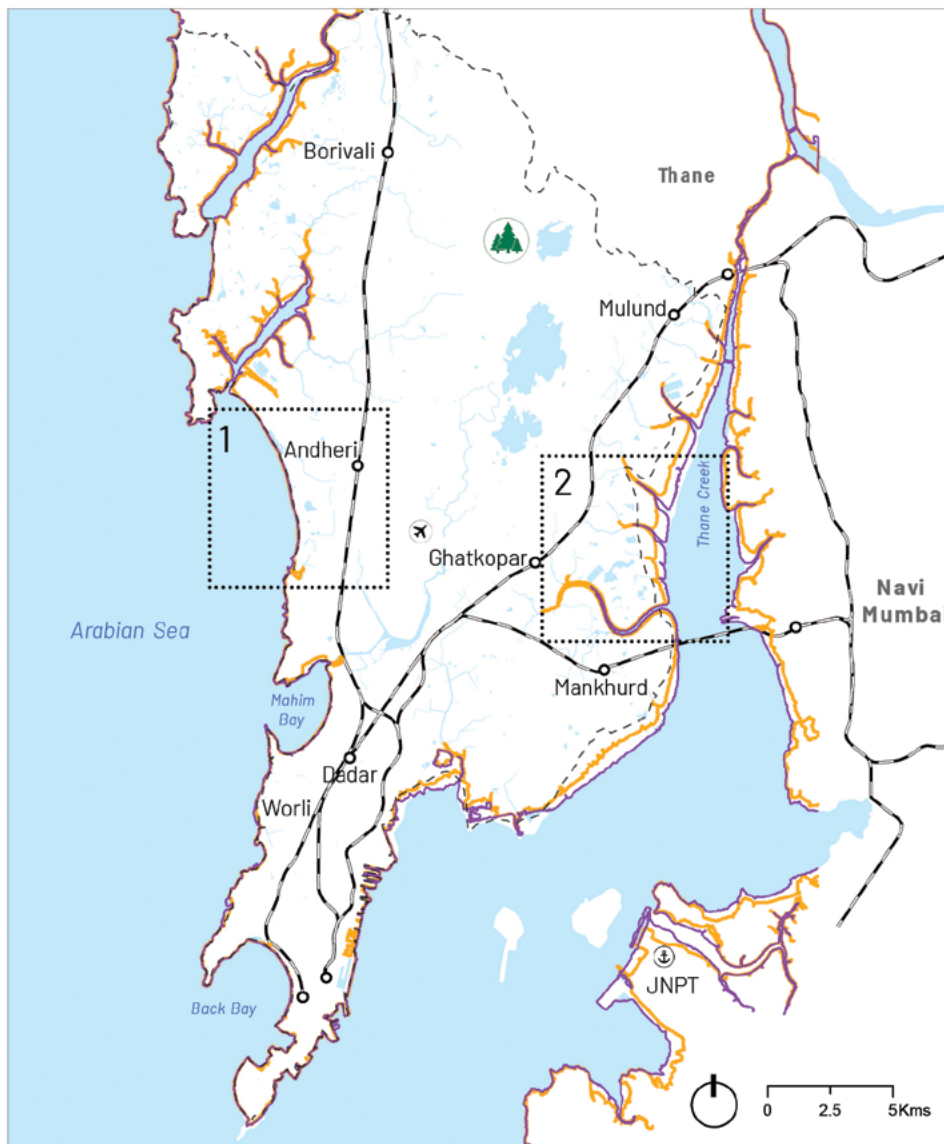 Borivali
Thane
Mulund
1
Andheri
2
Thane Creek
Ghatkopar
Navi
Mumbai
Arabian Sea
Mankhurd
Mahim
Bay
Dadar
Worli
JNPT
Back Bay
0
2.5
5Kms